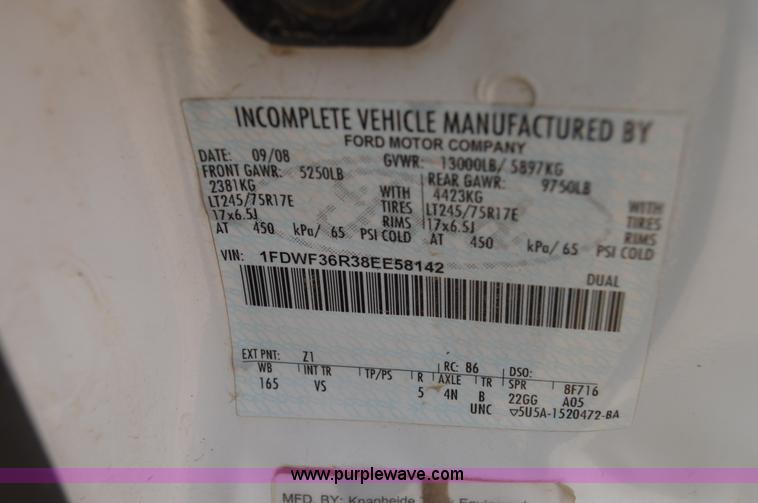 INCOMPLETE VEHICLE MANUFACTURED BY
FORD MOTOR COMPANY
DATE: 09/08 GVWR: 13000LB/ 5897KG
FRONT GAWR: 5250LB REAR GAWR: 9750LB
2381KG WITH 4423KG WITH
LT245/75R17E TIRES LT245/75R17E TIRES
17x6.5J RIMS 17x6.5J RIMS
AT 450 kPa/ 65 PSI COLD AT 450 kPa/ 65 PSI COLD
VIN: 1FDWF36R38EE58142
DUAL
EXT PNT: Z1 RC: 86 DSO:
WB INT TR TP/PS R AXLE TR SPR 8F716
165 VS 5 4N B 22GG A05
UNC ▽5U5A-1520472-BA
www.purplewave.com
MFD. BY: Knapheide Equipment